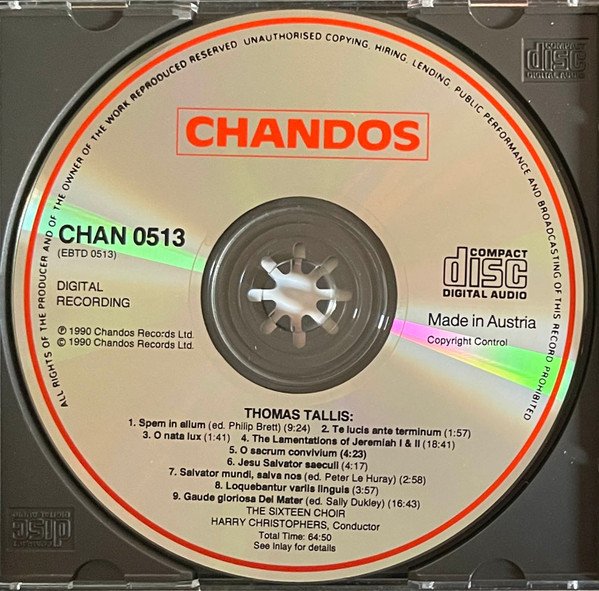 ALL RIGHTS OF THE PRODUCER AND OF THE OWNER OF THE WORK REPRODUCED RESERVED UNAUTHORISED COPYING, HIRING, LENDING, PUBLIC PERFORMANCE AND BROADCASTING OF THIS RECORD PROHIBITED
COMPACT
disc
DIGITAL AUDIO
CHANDOS
CHAN 0513
(EBTD 0513)
DIGITAL
RECORDING
℗ 1990 Chandos Records Ltd.
© 1990 Chandos Records Ltd.
COMPACT
disc
DIGITAL AUDIO
Made in Austria
Copyright Control
THOMAS TALLIS:
1. Spem in alium (ed. Philip Brett) (9:24) 2. Te lucis ante terminum (1:57)
3. O nata lux (1:41) 4. The Lamentations of Jeremiah I & II (18:41)
5. O sacrum convivium (4:23)
6. Jesu Salvator saeculi (4:17)
7. Salvator mundi, salva nos (ed. Peter Le Huray) (2:58)
8. Loquebantur variis linguis (3:57)
9. Gaude gloriosa Dei Mater (ed. Sally Dukley) (16:43)
THE SIXTEEN CHOIR
HARRY CHRISTOPHERS, Conductor
Total Time: 64:50
See Inlay for details
COMPACT
disc
DIGITAL AUDIO